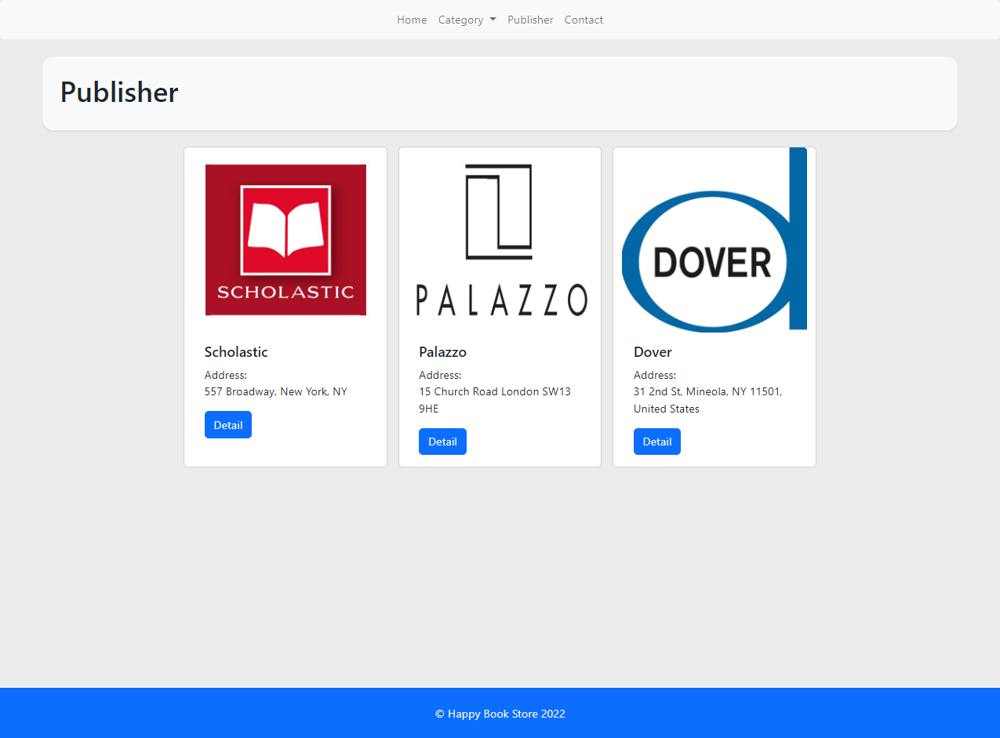 Home Category Publisher Contact
Publisher
SCHOLASTIC
Scholastic
Address:
557 Broadway, New York, NY
Detail
PALAZZO
Palazzo
Address:
15 Church Road London SW13
9HE
Detail
DOVER
Dover
Address:
31 2nd St, Mineola, NY 11501,
United States
Detail
© Happy Book Store 2022